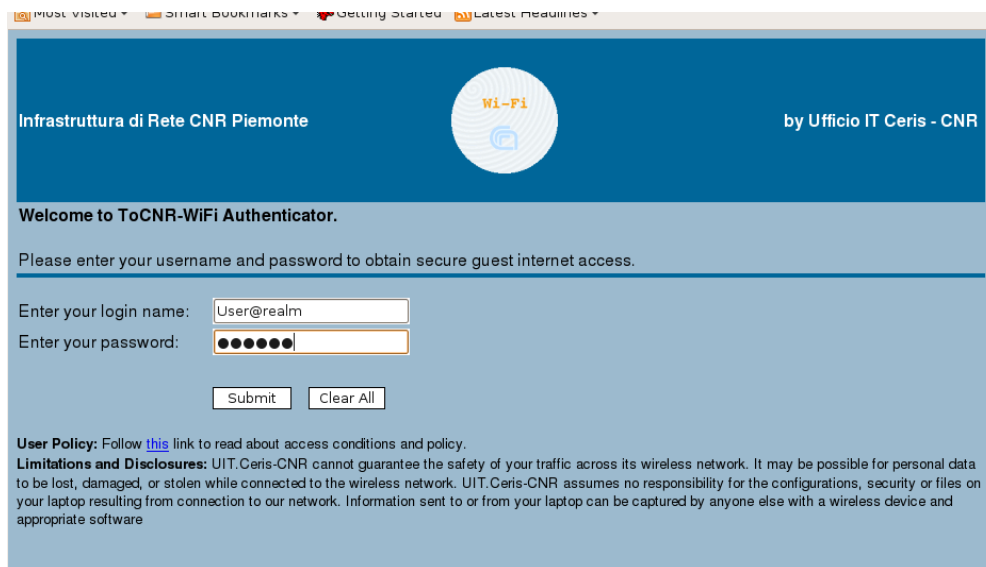 Most Visited
Smart Bookmarks
Getting Started
Latest Headlines
Infrastruttura di Rete CNR Piemonte
Wi-Fi
by Ufficio IT Ceris - CNR
Welcome to ToCNR-WiFi Authenticator.
Please enter your username and password to obtain secure guest internet access.
Enter your login name: User@realm
Enter your password: ●●●●●●
Submit Clear All
User Policy: Follow this link to read about access conditions and policy.
Limitations and Disclosures: UIT.Ceris-CNR cannot guarantee the safety of your traffic across its wireless network. It may be possible for personal data
to be lost, damaged, or stolen while connected to the wireless network. UIT.Ceris-CNR assumes no responsibility for the configurations, security or files on
your laptop resulting from connection to our network. Information sent to or from your laptop can be captured by anyone else with a wireless device and
appropriate software